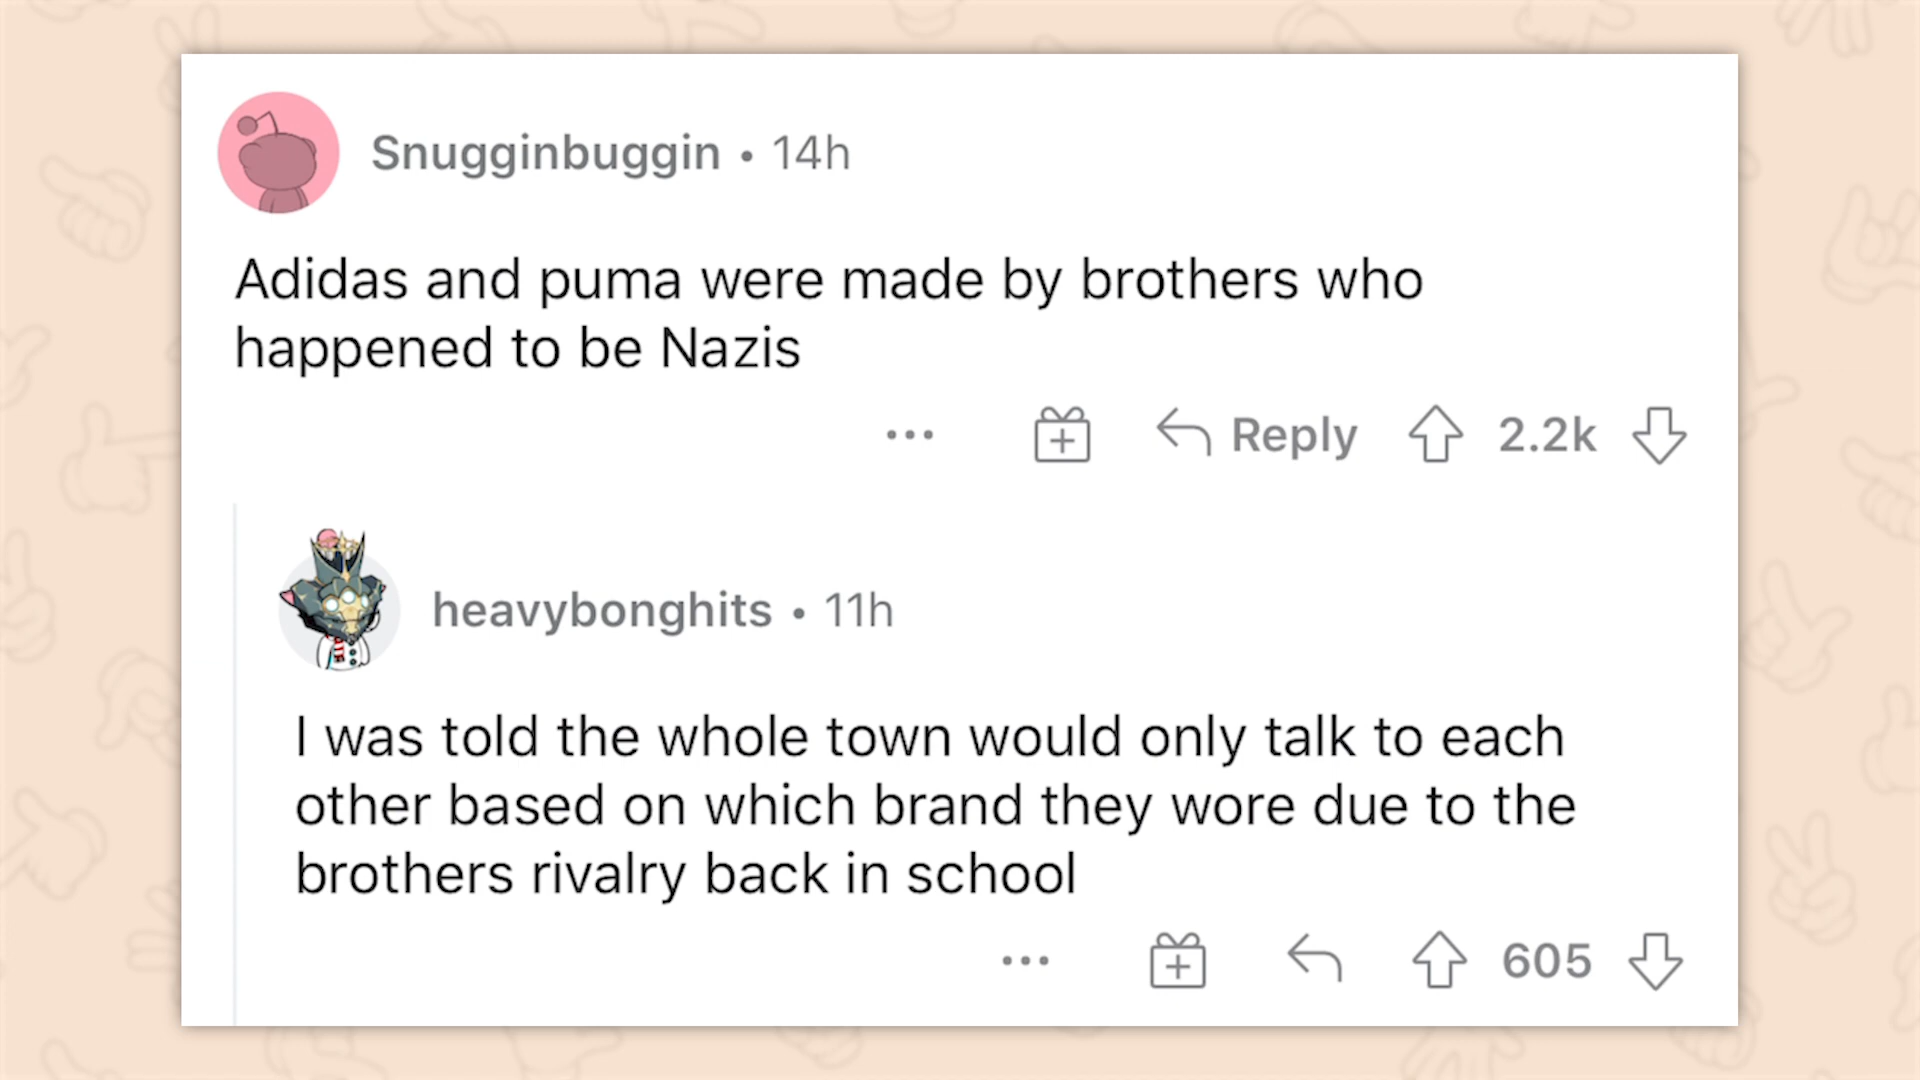 Snugginbuggin • 14h
Adidas and puma were made by brothers who
happened to be Nazis
Reply 2.2k
heavybonghits • 11h
I was told the whole town would only talk to each
other based on which brand they wore due to the
brothers rivalry back in school
605